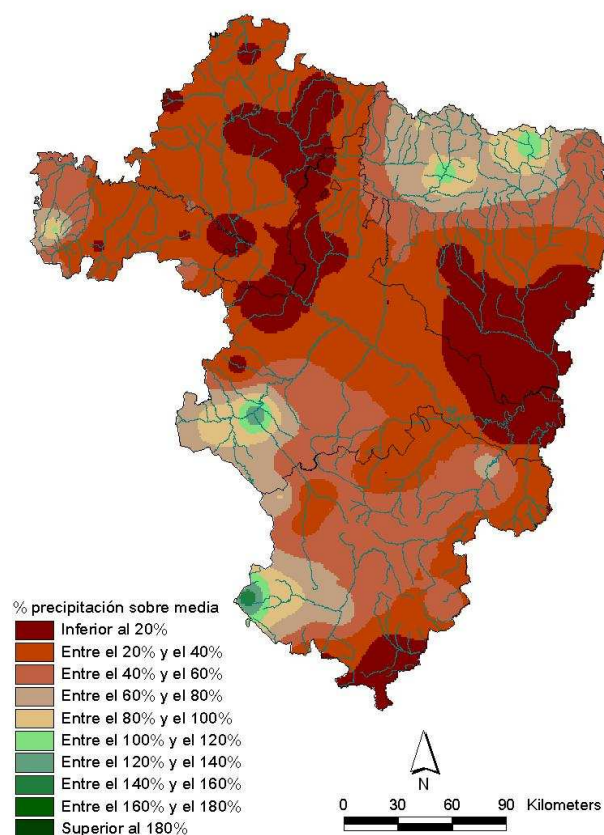 % precipitación sobre media
Inferior al 20%
Entre el 20% y el 40%
Entre el 40% y el 60%
Entre el 60% y el 80%
Entre el 80% y el 100%
Entre el 100% y el 120%
Entre el 120% y el 140%
Entre el 140% y el 160%
Entre el 160% y el 180%
Superior al 180%
N
0 30 60 90 Kilometers